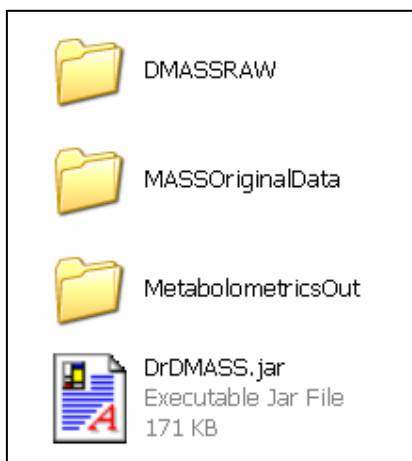 DMASSRAW
MASSOriginalData
MetabolometricsOut
DrDMASS.jar
Executable Jar File
171 KB